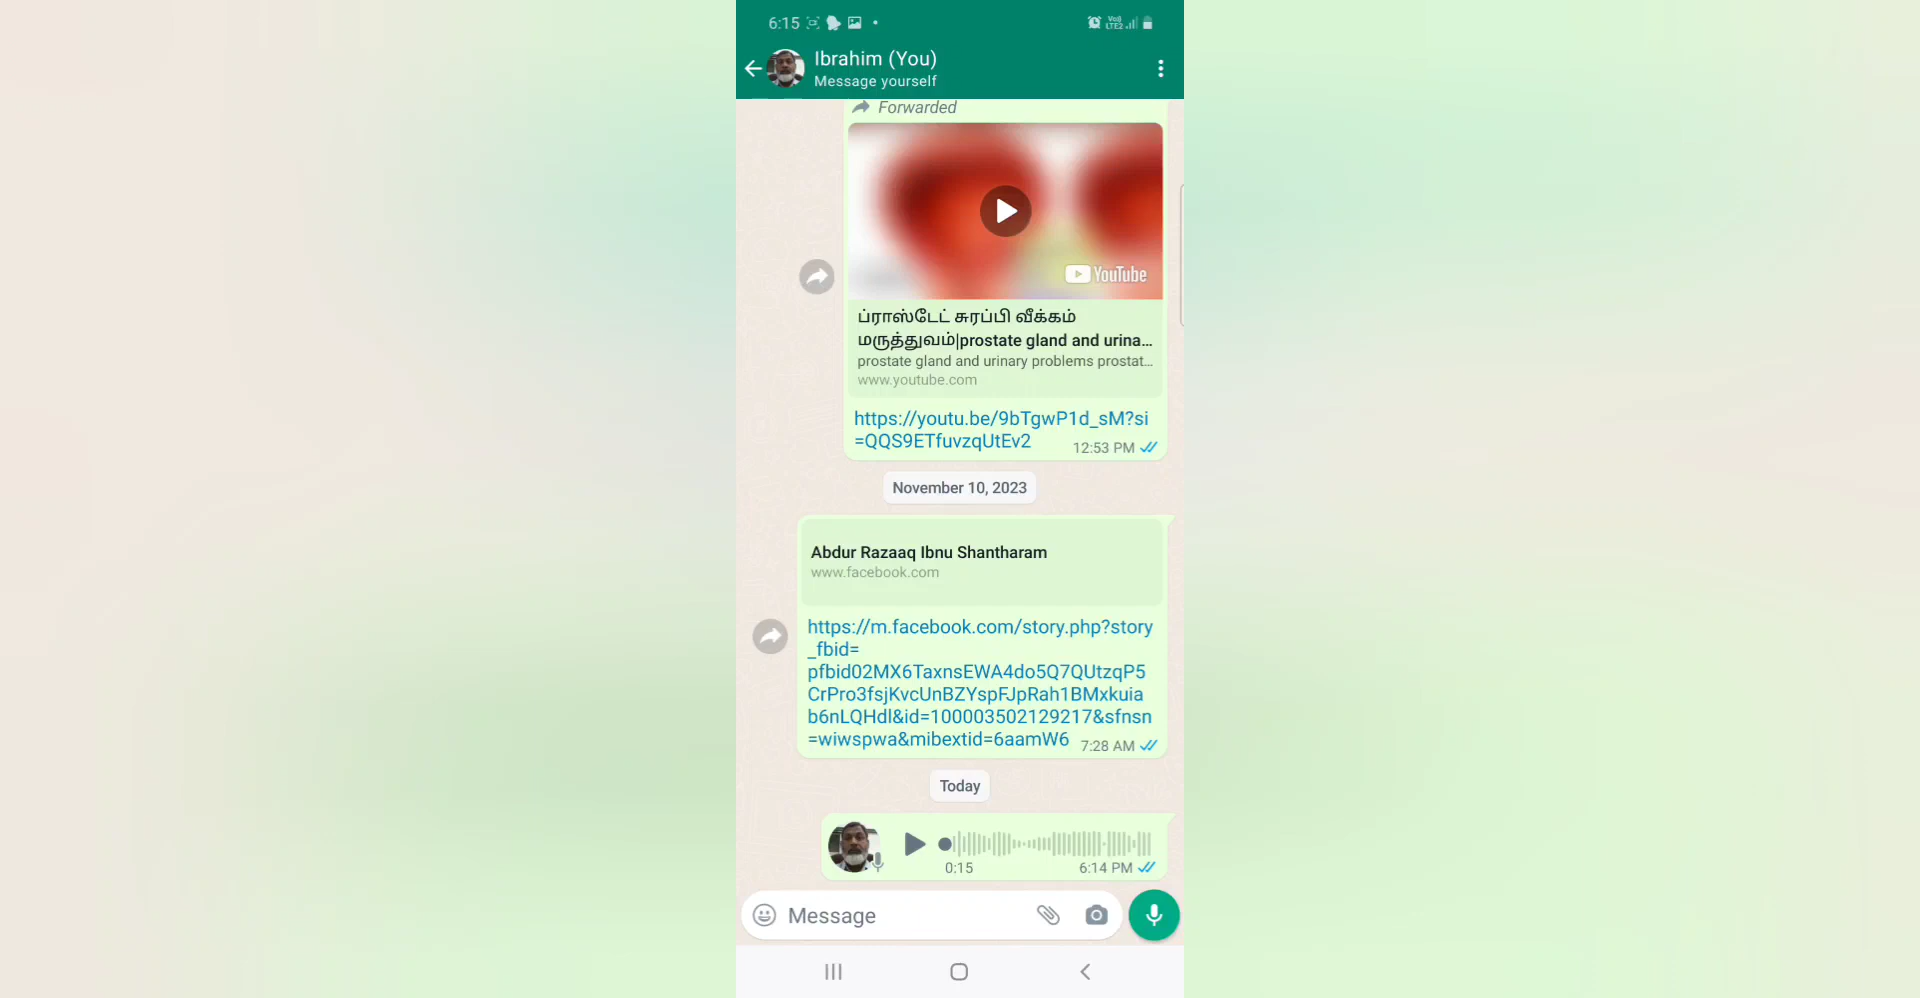 6:15
Voo)
LTE2
Ibrahim (You)
Message yourself
Forwarded
YouTube
ப்ராஸ்டேட் சுரப்பி வீக்கம்
மருத்துவம்|prostate gland and urina...
prostate gland and urinary problems prostat...
www.youtube.com
https://youtu.be/9bTgwP1d_sM?si
=QQS9ETfuvzqUtEv2
12:53 PM
November 10, 2023
Abdur Razaaq Ibnu Shantharam
www.facebook.com
https://m.facebook.com/story.php?story
_fbid=
pfbid02MX6TaxnsEWA4do5Q7QUtzqP5
CrPro3fsjKvcUnBZYspFJpRah1BMxkuia
b6nLQHdl&id=100003502129217&sfnsn
=wiwspwa&mibextid=6aamW6
7:28 AM
Today
0:15
6:14 PM
Message